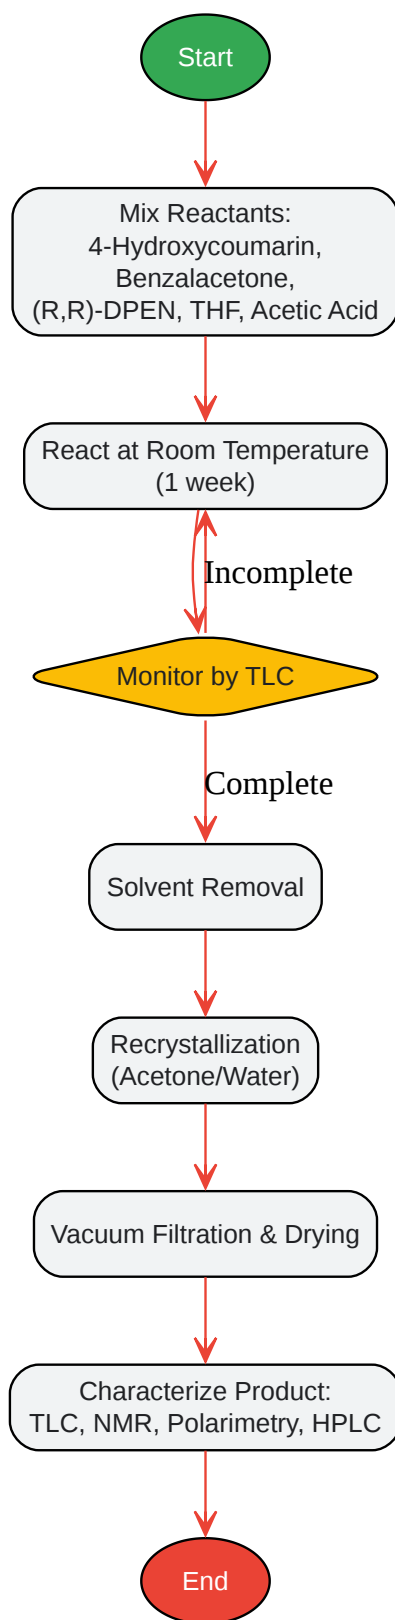 Start
Mix Reactants:
4-Hydroxycoumarin,
Benzalacetone,
(R,R)-DPEN, THF, Acetic Acid
React at Room Temperature
(1 week)
Incomplete
Monitor by TLC
Complete
Solvent Removal
Recrystallization
(Acetone/Water)
Vacuum Filtration & Drying
Characterize Product:
TLC, NMR, Polarimetry, HPLC
End